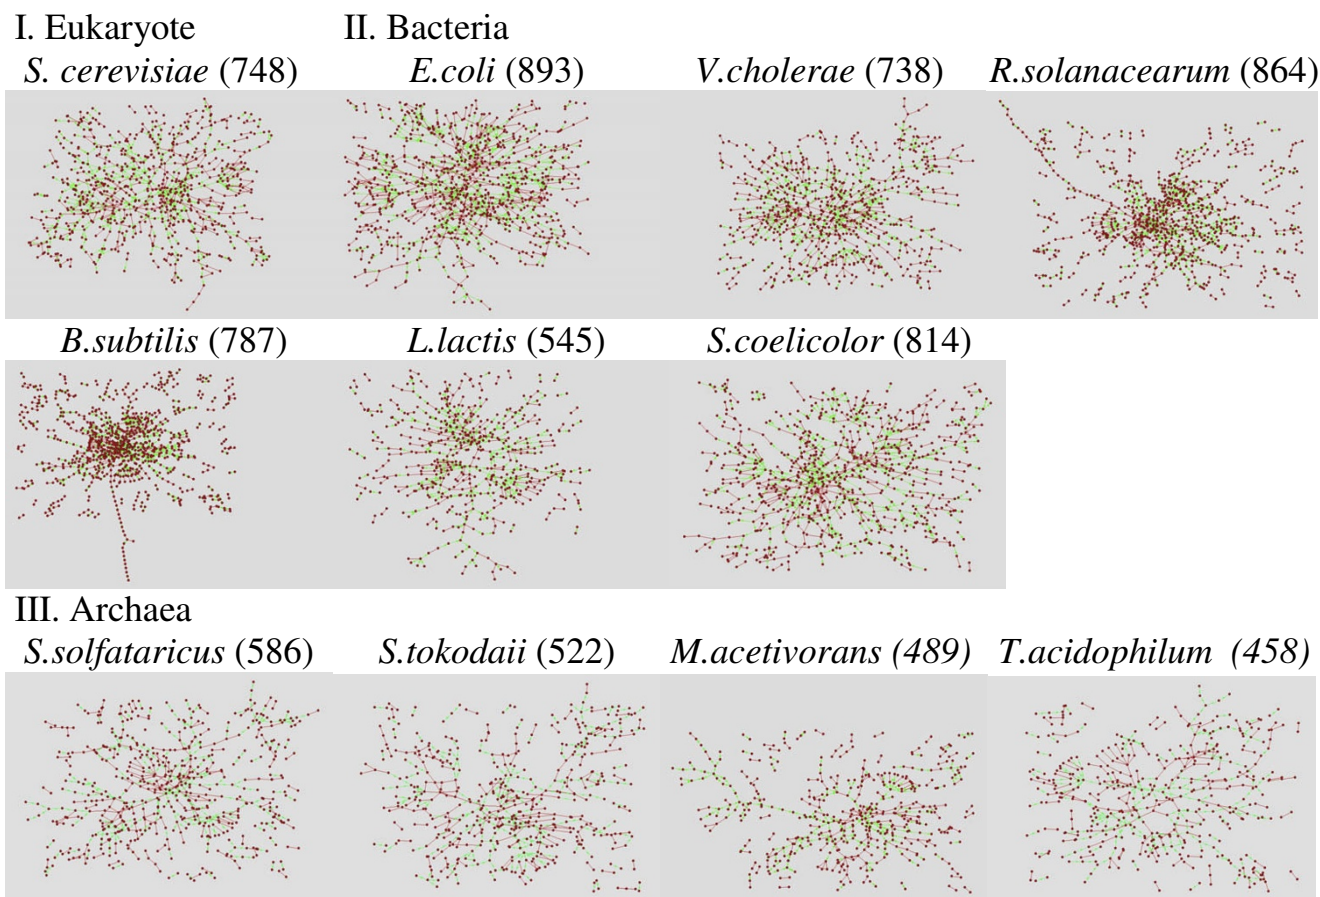 I. Eukaryote II. Bacteria
S. cerevisiae (748) E.coli (893) V.cholerae (738) R.solanacearum (864)
B.subtilis (787) L.lactis (545) S.coelicolor (814)
III. Archaea
S.solfataricus (586) S.tokodaii (522) M.acetivorans (489) T.acidophilum (458)